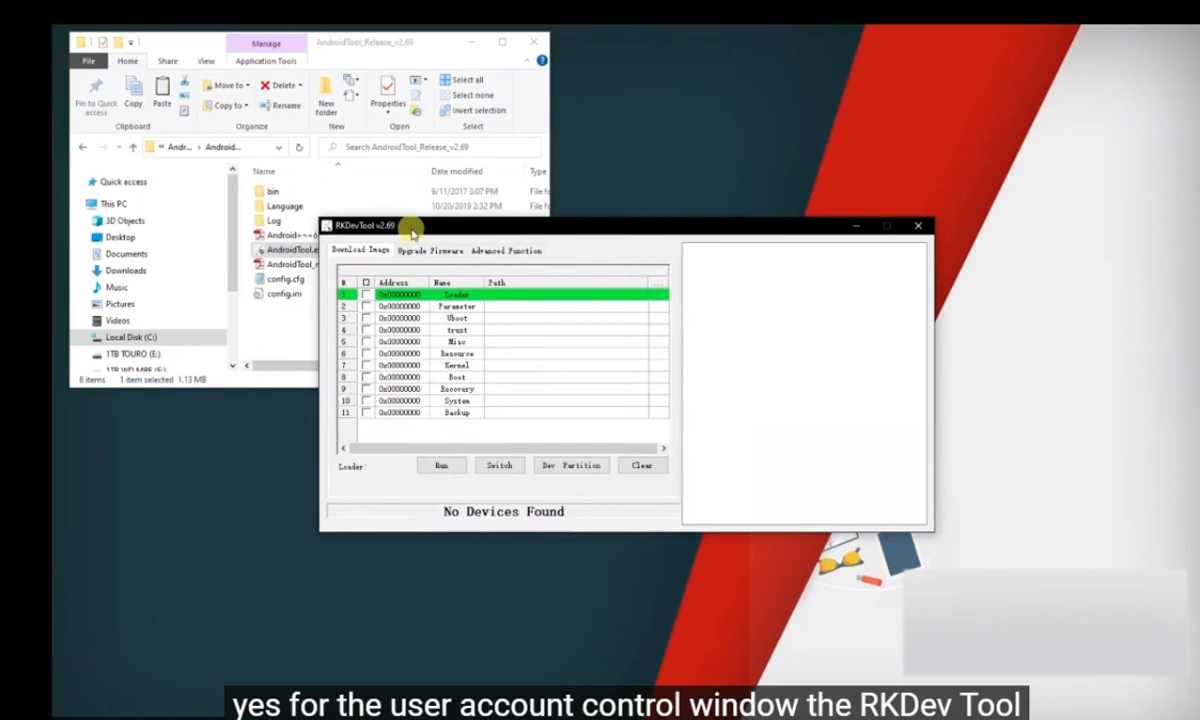 Manage
AndroidTool_Release_v2.69
File
Home
Share
View
Application Tools
Pin to Quick access
Copy
Paste
Move to
Copy to
Delete
Rename
New folder
Properties
Select all
Select none
Invert selection
Clipboard
Organize
New
Open
Select
« Andr... › Android...
Search AndroidTool_Release_v2.69
Quick access
This PC
3D Objects
Desktop
Documents
Downloads
Music
Pictures
Videos
Local Disk (C:)
1TB TOURO (E:)
Name
Date modified
Type
bin
9/11/2017 3:07 PM
File fo
Language
10/20/2019 2:32 PM
File fo
Log
AndroidTool.e
config.cfg
config.ini
8 items
1 item selected 1.13 MB
RKDevTool v2.69
Download Image
Upgrade Firmware
Advanced Function
# Address Name Path ...
1 0x00000000 Loader
2 0x00000000 Parameter
3 0x00000000 Uboot
4 0x00000000 trust
5 0x00000000 Misc
6 0x00000000 Resource
7 0x00000000 Kernel
8 0x00000000 Boot
9 0x00000000 Recovery
10 0x00000000 System
11 0x00000000 Backup
Loader:
Run
Switch
Dev Partition
Clear
No Devices Found
yes for the user account control window the RKDev Tool